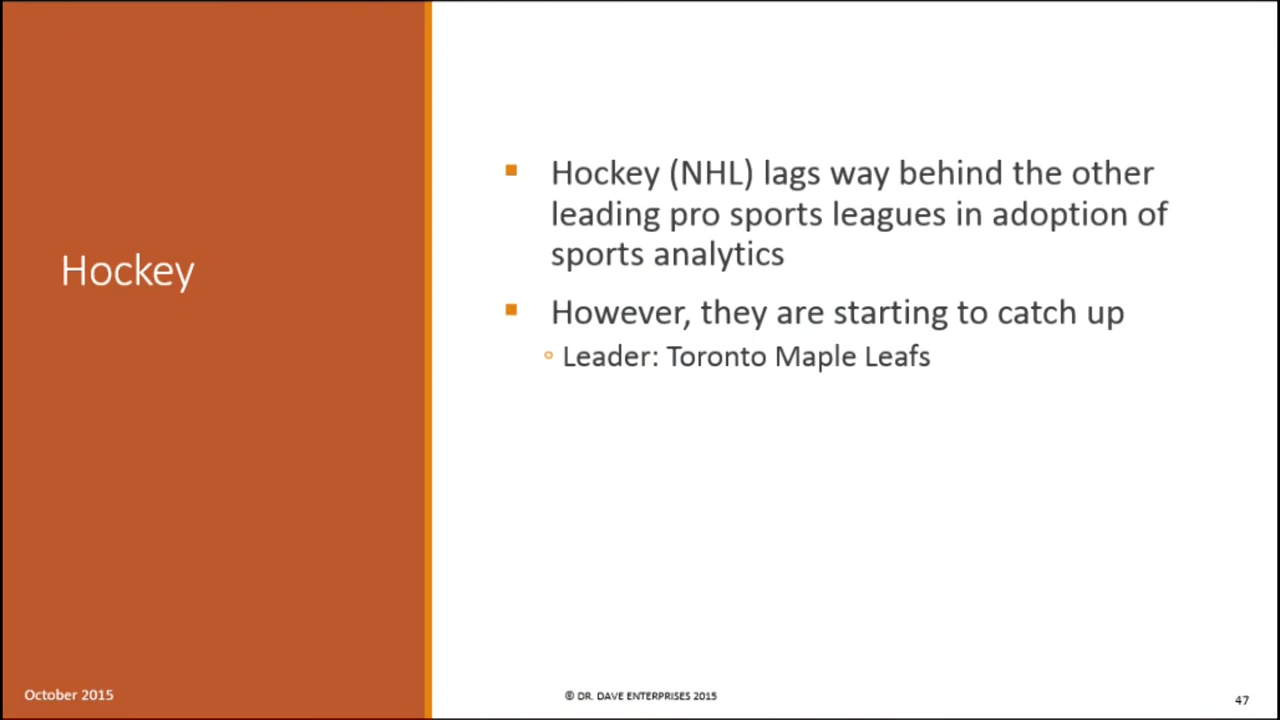 Hockey
▪ Hockey (NHL) lags way behind the other
leading pro sports leagues in adoption of
sports analytics
▪ However, they are starting to catch up
◦ Leader: Toronto Maple Leafs
October 2015
© DR. DAVE ENTERPRISES 2015
47